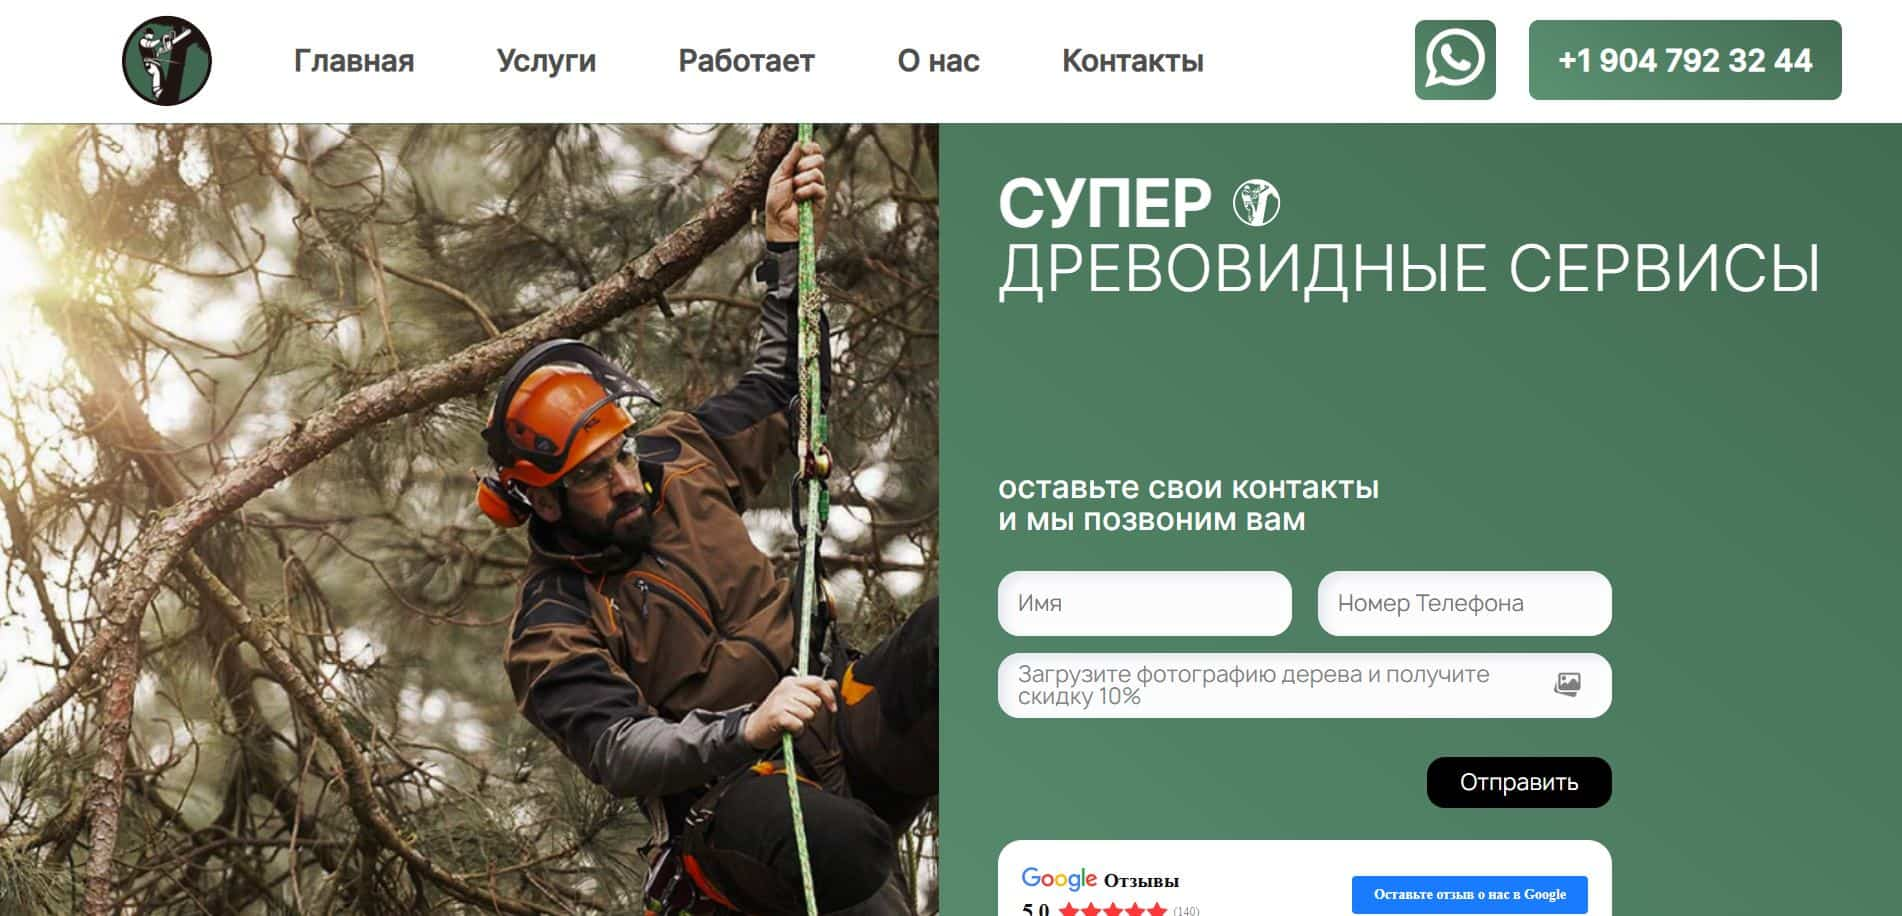 Главная Услуги Работает О нас Контакты +1 904 792 32 44
СУПЕР
ДРЕВОВИДНЫЕ СЕРВИСЫ
оставьте свои контакты
и мы позвоним вам
Имя Номер Телефона
Загрузите фотографию дерева и получите
скидку 10%
Отправить
Google Отзывы
Оставьте отзыв о нас в Google
5.0 (140)